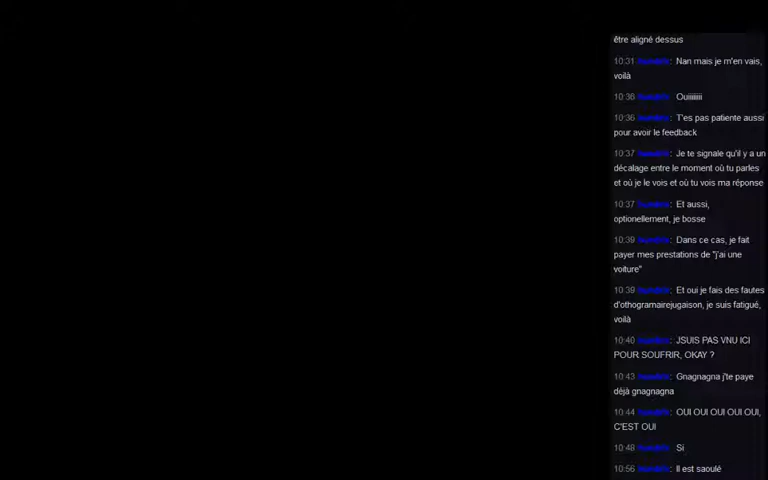 être aligné dessus
10:31 : Nan mais je m'en vais,
voilà
10:36 : Ouiiiiiiii
10:36 : T'es pas patiente aussi
pour avoir le feedback
10:37 : Je te signale qu'il y a un
décalage entre le moment où tu parles
et où je le vois et où tu vois ma réponse
10:37 : Et aussi,
optionellement, je bosse
10:39 : Dans ce cas, je fait
payer mes prestations de "j'ai une
voiture"
10:39 : Et oui je fais des fautes
d'othogramairejugaison, je suis fatigué,
voilà
10:40 : JSUIS PAS VNU ICI
POUR SOUFRIR, OKAY ?
10:43 : Gnagnagna j'te paye
déjà gnagnagna
10:44 : OUI OUI OUI OUI OUI,
C'EST OUI
10:48 : Si
10:56 : Il est saoulé